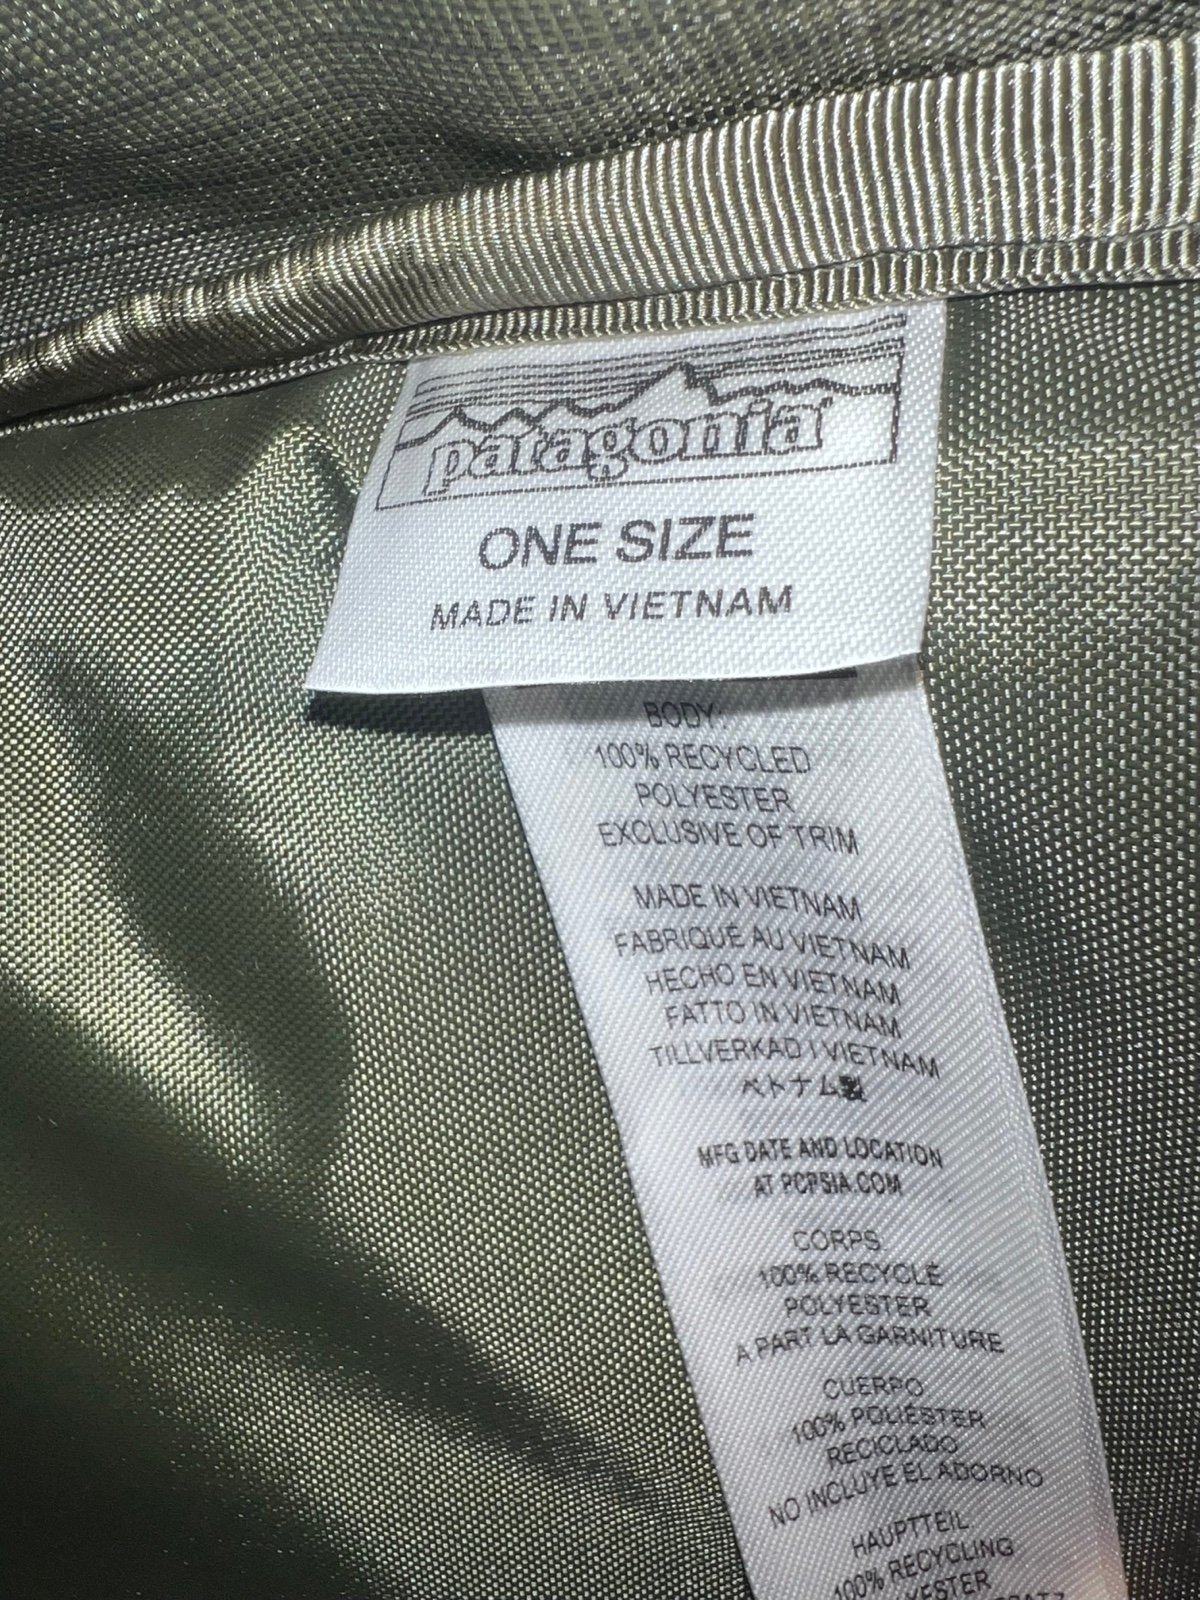 patagonia
ONE SIZE
MADE IN VIETNAM
BODY:
100% RECYCLED
POLYESTER
EXCLUSIVE OF TRIM
MADE IN VIETNAM
FABRIQUÉ AU VIETNAM
HECHO EN VIETNAM
FATTO IN VIETNAM
TILLVERKAD I VIETNAM
ベトナム製
MFG DATE AND LOCATION
AT PCPSIA.COM
CORPS:
100% RECYCLÉ
POLYESTER
A PART LA GARNITURE
CUERPO
100% POLIÉSTER
RECICLADO
NO INCLUYE EL ADORNO
HAUPTTEIL
100% RECYCLING